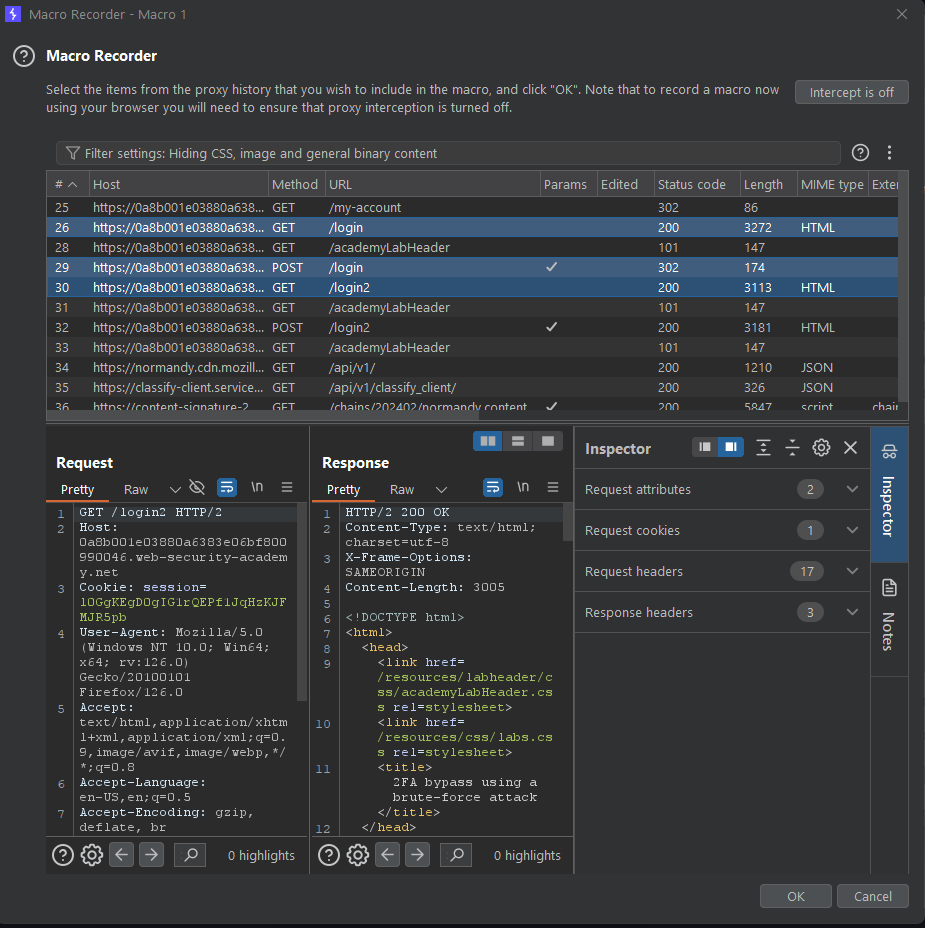 Macro Recorder - Macro 1
Macro Recorder
Select the items from the proxy history that you wish to include in the macro, and click "OK". Note that to record a macro now
using your browser you will need to ensure that proxy interception is turned off.
Intercept is off
Filter settings: Hiding CSS, image and general binary content
# Host Method URL Params Edited Status code Length MIME type Exter
25 https://0a8b001e03880a638... GET /my-account 302 86
26 https://0a8b001e03880a638... GET /login 200 3272 HTML
28 https://0a8b001e03880a638... GET /academyLabHeader 101 147
29 https://0a8b001e03880a638... POST /login ✓ 302 174
30 https://0a8b001e03880a638... GET /login2 200 3113 HTML
31 https://0a8b001e03880a638... GET /academyLabHeader 101 147
32 https://0a8b001e03880a638... POST /login2 ✓ 200 3181 HTML
33 https://0a8b001e03880a638... GET /academyLabHeader 101 147
34 https://normandy.cdn.mozill... GET /api/v1/ 200 1210 JSON
35 https://classify-client.service... GET /api/v1/classify_client/ 200 326 JSON
36 https://content-signature-2 GET /chains/202402/normandy.content ✓ 200 5847 script chain
Request
Pretty Raw \n
1 GET /login2 HTTP/2
2 Host:
0a8b001e03880a6383e06bf800
990046.web-security-academ
y.net
3 Cookie: session=
l0GgKEgD0gIG1rQEPf1JqHzKJF
MJR5pb
4 User-Agent: Mozilla/5.0
(Windows NT 10.0; Win64;
x64; rv:126.0)
Gecko/20100101
Firefox/126.0
5 Accept:
text/html,application/xhtm
l+xml,application/xml;q=0.
9,image/avif,image/webp,*/
*;q=0.8
6 Accept-Language:
en-US,en;q=0.5
7 Accept-Encoding: gzip,
deflate, br
0 highlights
Response
Pretty Raw \n
1 HTTP/2 200 OK
2 Content-Type: text/html;
charset=utf-8
3 X-Frame-Options:
SAMEORIGIN
4 Content-Length: 3005
5
6 <!DOCTYPE html>
7 <html>
8 <head>
9 <link href=
/resources/labheader/c
ss/academyLabHeader.cs
s rel=stylesheet>
10 <link href=
/resources/css/labs.cs
s rel=stylesheet>
11 <title>
2FA bypass using a
brute-force attack
</title>
12 </head>
0 highlights
Inspector
Request attributes 2
Request cookies 1
Request headers 17
Response headers 3
Inspector
Notes
OK
Cancel